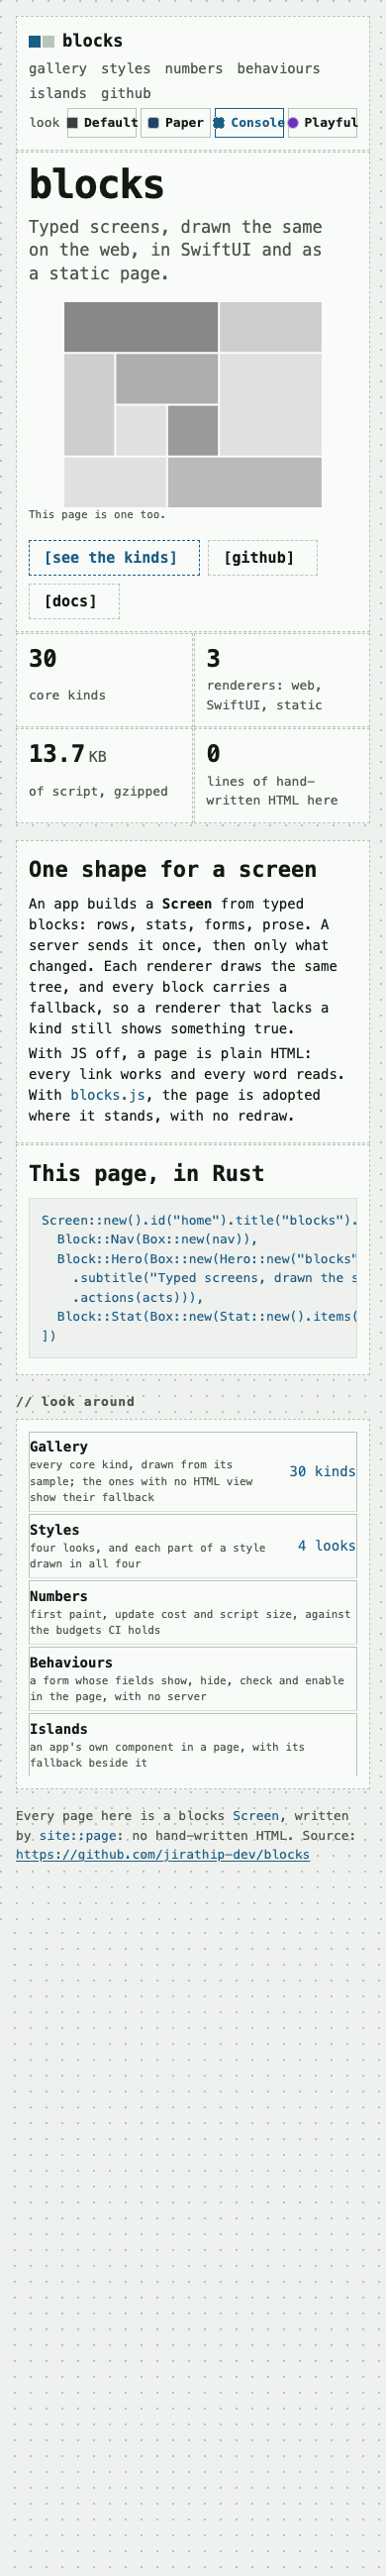 blocks
gallery styles numbers behaviours
islands github
look Default Paper Console Playful
blocks
Typed screens, drawn the same
on the web, in SwiftUI and as
a static page.
This page is one too.
[see the kinds] [github]
[docs]
30
core kinds
3
renderers: web,
SwiftUI, static
13.7 KB
of script, gzipped
0
lines of hand-
written HTML here
One shape for a screen
An app builds a Screen from typed
blocks: rows, stats, forms, prose. A
server sends it once, then only what
changed. Each renderer draws the same
tree, and every block carries a
fallback, so a renderer that lacks a
kind still shows something true.
With JS off, a page is plain HTML:
every link works and every word reads.
With blocks.js, the page is adopted
where it stands, with no redraw.
This page, in Rust
Screen::new().id("home").title("blocks").
Block::Nav(Box::new(nav)),
Block::Hero(Box::new(Hero::new("blocks"
.subtitle("Typed screens, drawn the s
.actions(acts))),
Block::Stat(Box::new(Stat::new().items(
])
// look around
Gallery
every core kind, drawn from its
sample; the ones with no HTML view
show their fallback
30 kinds
Styles
four looks, and each part of a style
drawn in all four
4 looks
Numbers
first paint, update cost and script size, against
the budgets CI holds
Behaviours
a form whose fields show, hide, check and enable
in the page, with no server
Islands
an app's own component in a page, with its
fallback beside it
Every page here is a blocks Screen, written
by site::page: no hand-written HTML. Source:
https://github.com/jirathip-dev/blocks